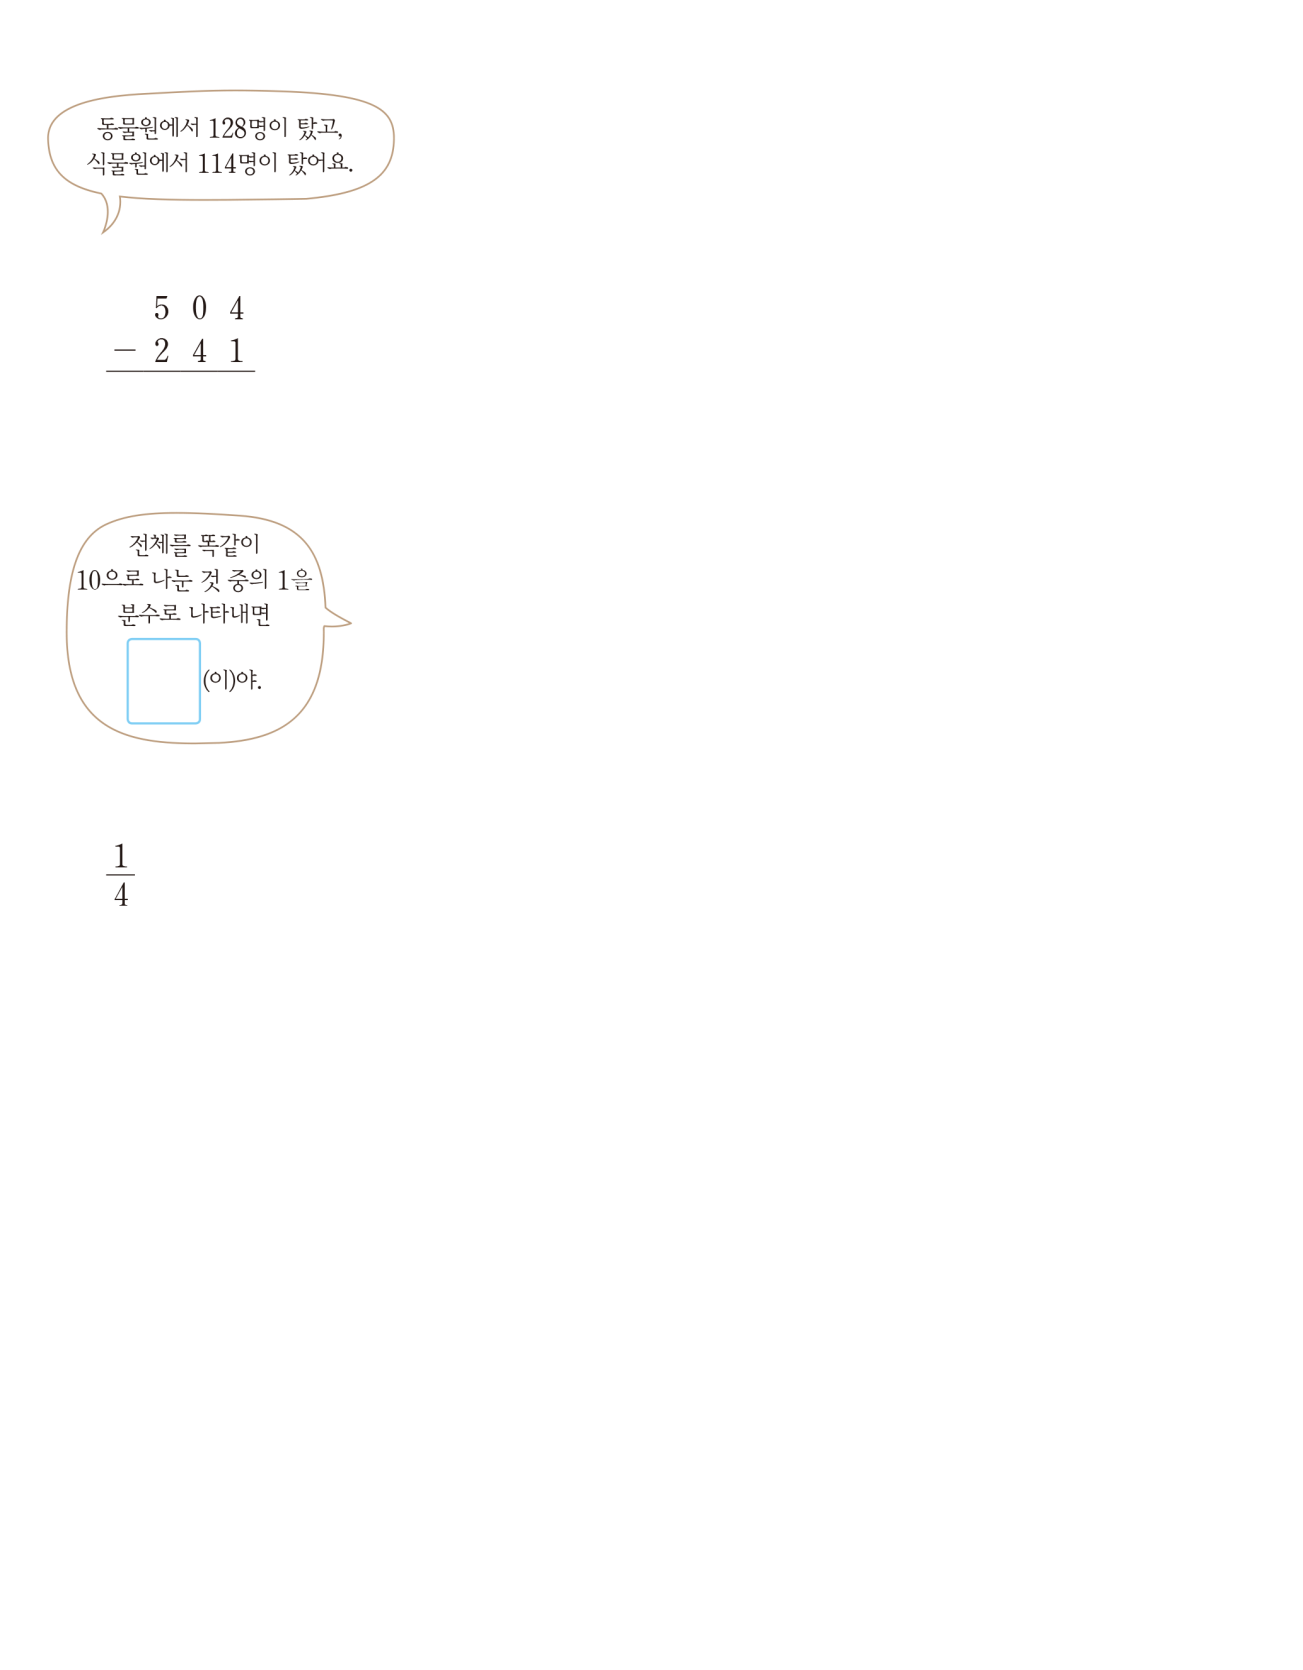 동물원에서 128명이 탔고,
식물원에서 114명이 탔어요.
5 0 4
− 2 4 1
전체를 똑같이
10으로 나눈 것 중의 1을
분수로 나타내면
(이)야.
1
4